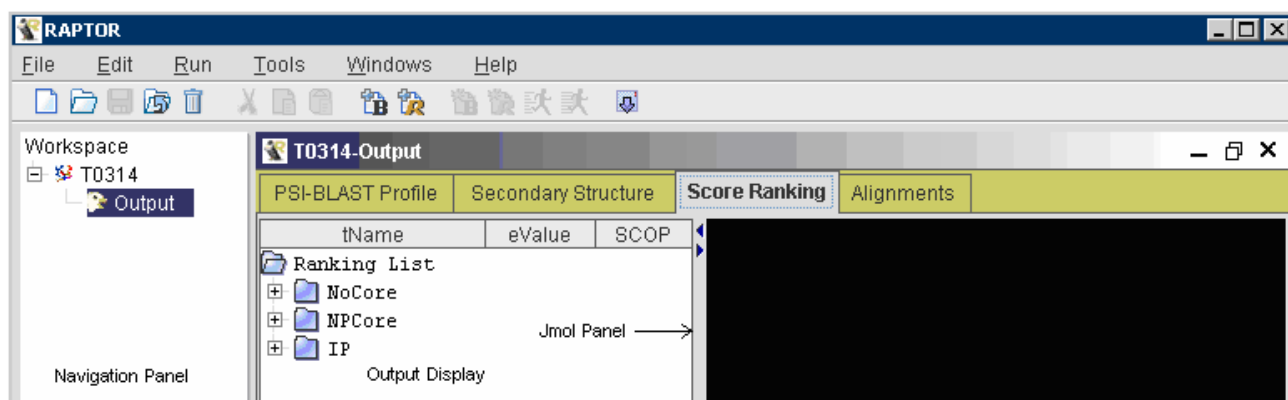 RAPTOR
File Edit Run Tools Windows Help
Workspace
T0314
Output
Navigation Panel
T0314-Output
PSI-BLAST Profile Secondary Structure Score Ranking Alignments
tName eValue SCOP
Ranking List
NoCore
NPCore
IP
Jmol Panel
Output Display